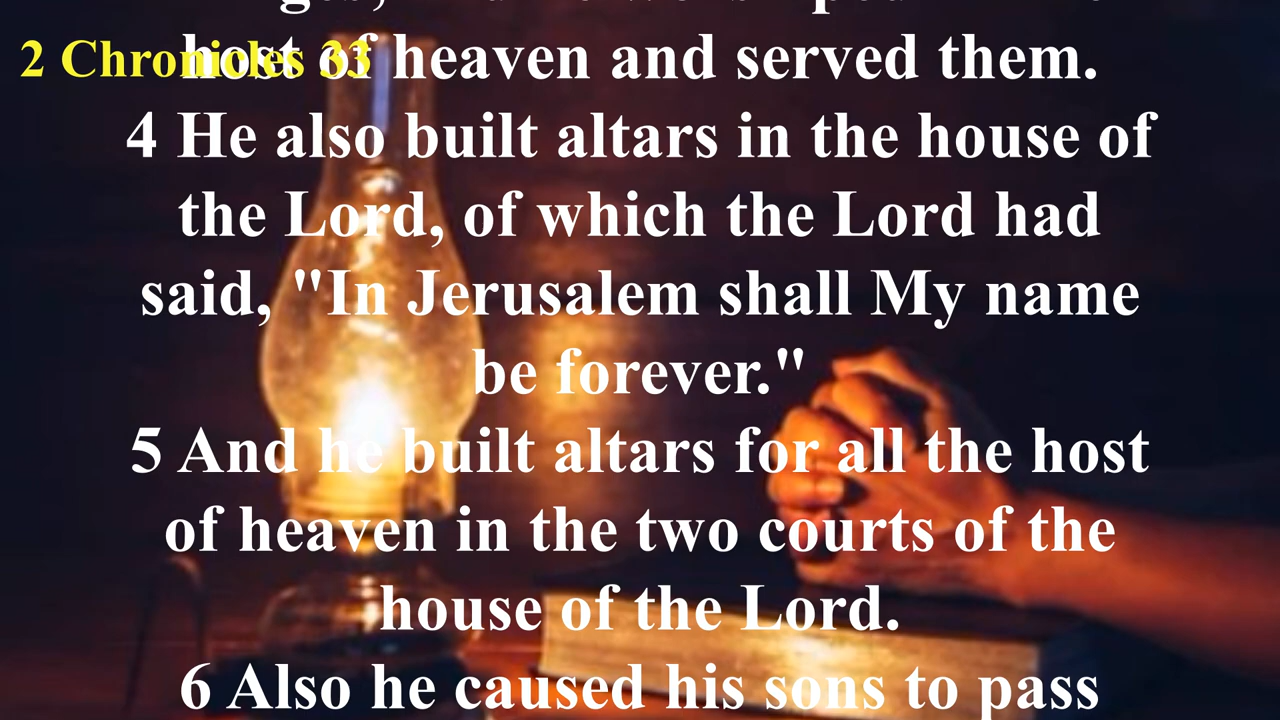 2 Chronicles 33
host of heaven and served them.
4 He also built altars in the house of
the Lord, of which the Lord had
said, "In Jerusalem shall My name
be forever."
5 And he built altars for all the host
of heaven in the two courts of the
house of the Lord.
6 Also he caused his sons to pass